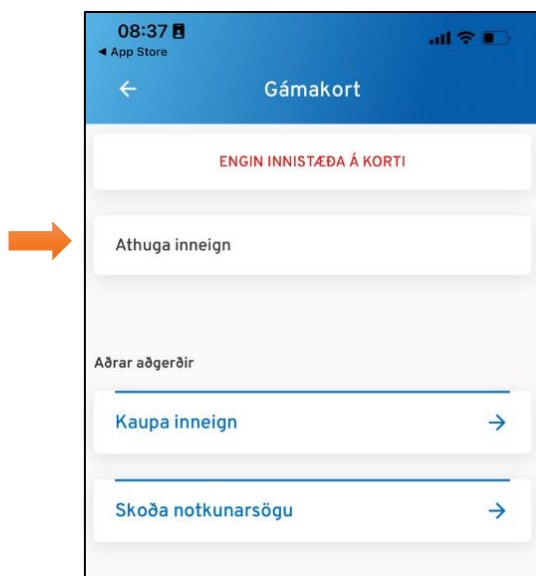 08:37
◄ App Store
Gámakort
ENGIN INNISTÆÐA Á KORTI
Athuga inneign
Aðrar aðgerðir
Kaupa inneign
Skoða notkunarsögu